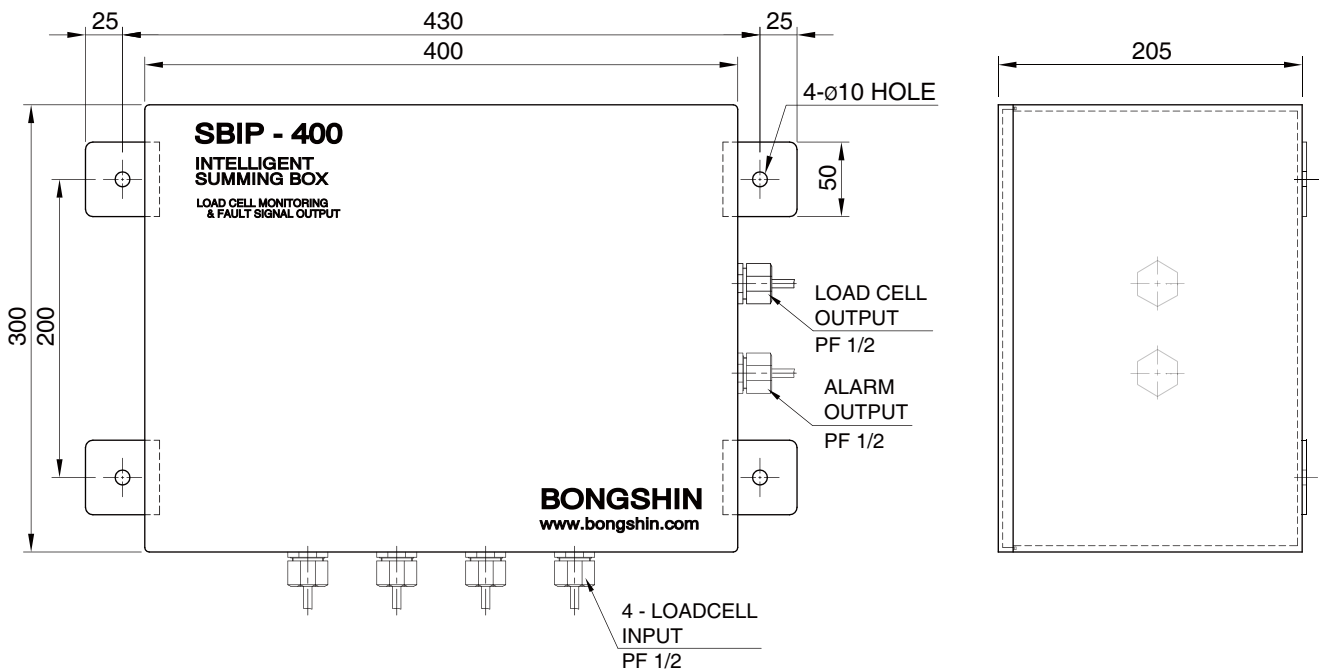 25
430
25
400
205
4-ø10 HOLE
SBIP - 400
INTELLIGENT
SUMMING BOX
LOAD CELL MONITORING
& FAULT SIGNAL OUTPUT
50
300
200
LOAD CELL
OUTPUT
PF 1/2
ALARM
OUTPUT
PF 1/2
BONGSHIN
www.bongshin.com
4 - LOADCELL
INPUT
PF 1/2